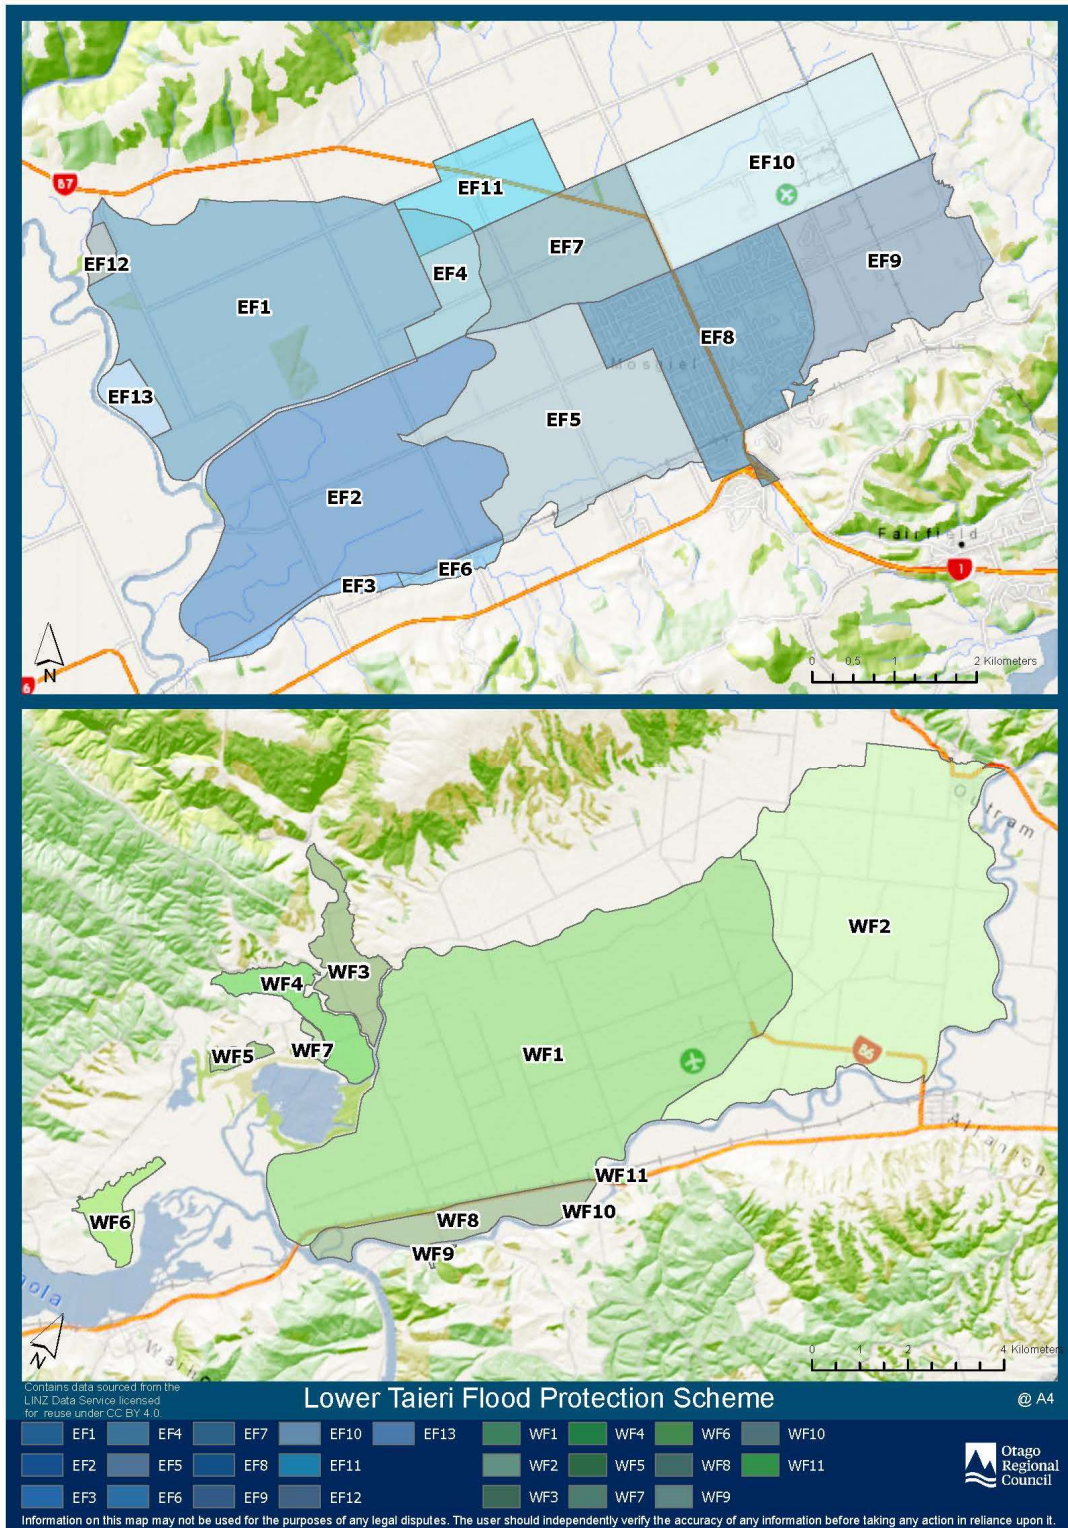 87
EF10
EF11
EF7
EF12
EF4
EF9
EF1
EF8
Mosgiel
EF13
EF5
EF2
Fairfield
EF6
EF3
1
N
0 0.5 1 2 Kilometers
Outram
WF2
WF3
WF4
WF7
WF5
WF1
86
Allanton
WF11
WF10
WF8
WF6
WF9
N
0 1 2 4 Kilometers
Contains data sourced from the
LINZ Data Service licensed
for reuse under CC BY 4.0.
Lower Taieri Flood Protection Scheme
@ A4
EF1 EF4 EF7 EF10 EF13 WF1 WF4 WF6 WF10
EF2 EF5 EF8 EF11 WF2 WF5 WF8 WF11
EF3 EF6 EF9 EF12 WF3 WF7 WF9
Otago
Regional
Council
Information on this map may not be used for the purposes of any legal disputes. The user should independently verify the accuracy of any information before taking any action in reliance upon it.